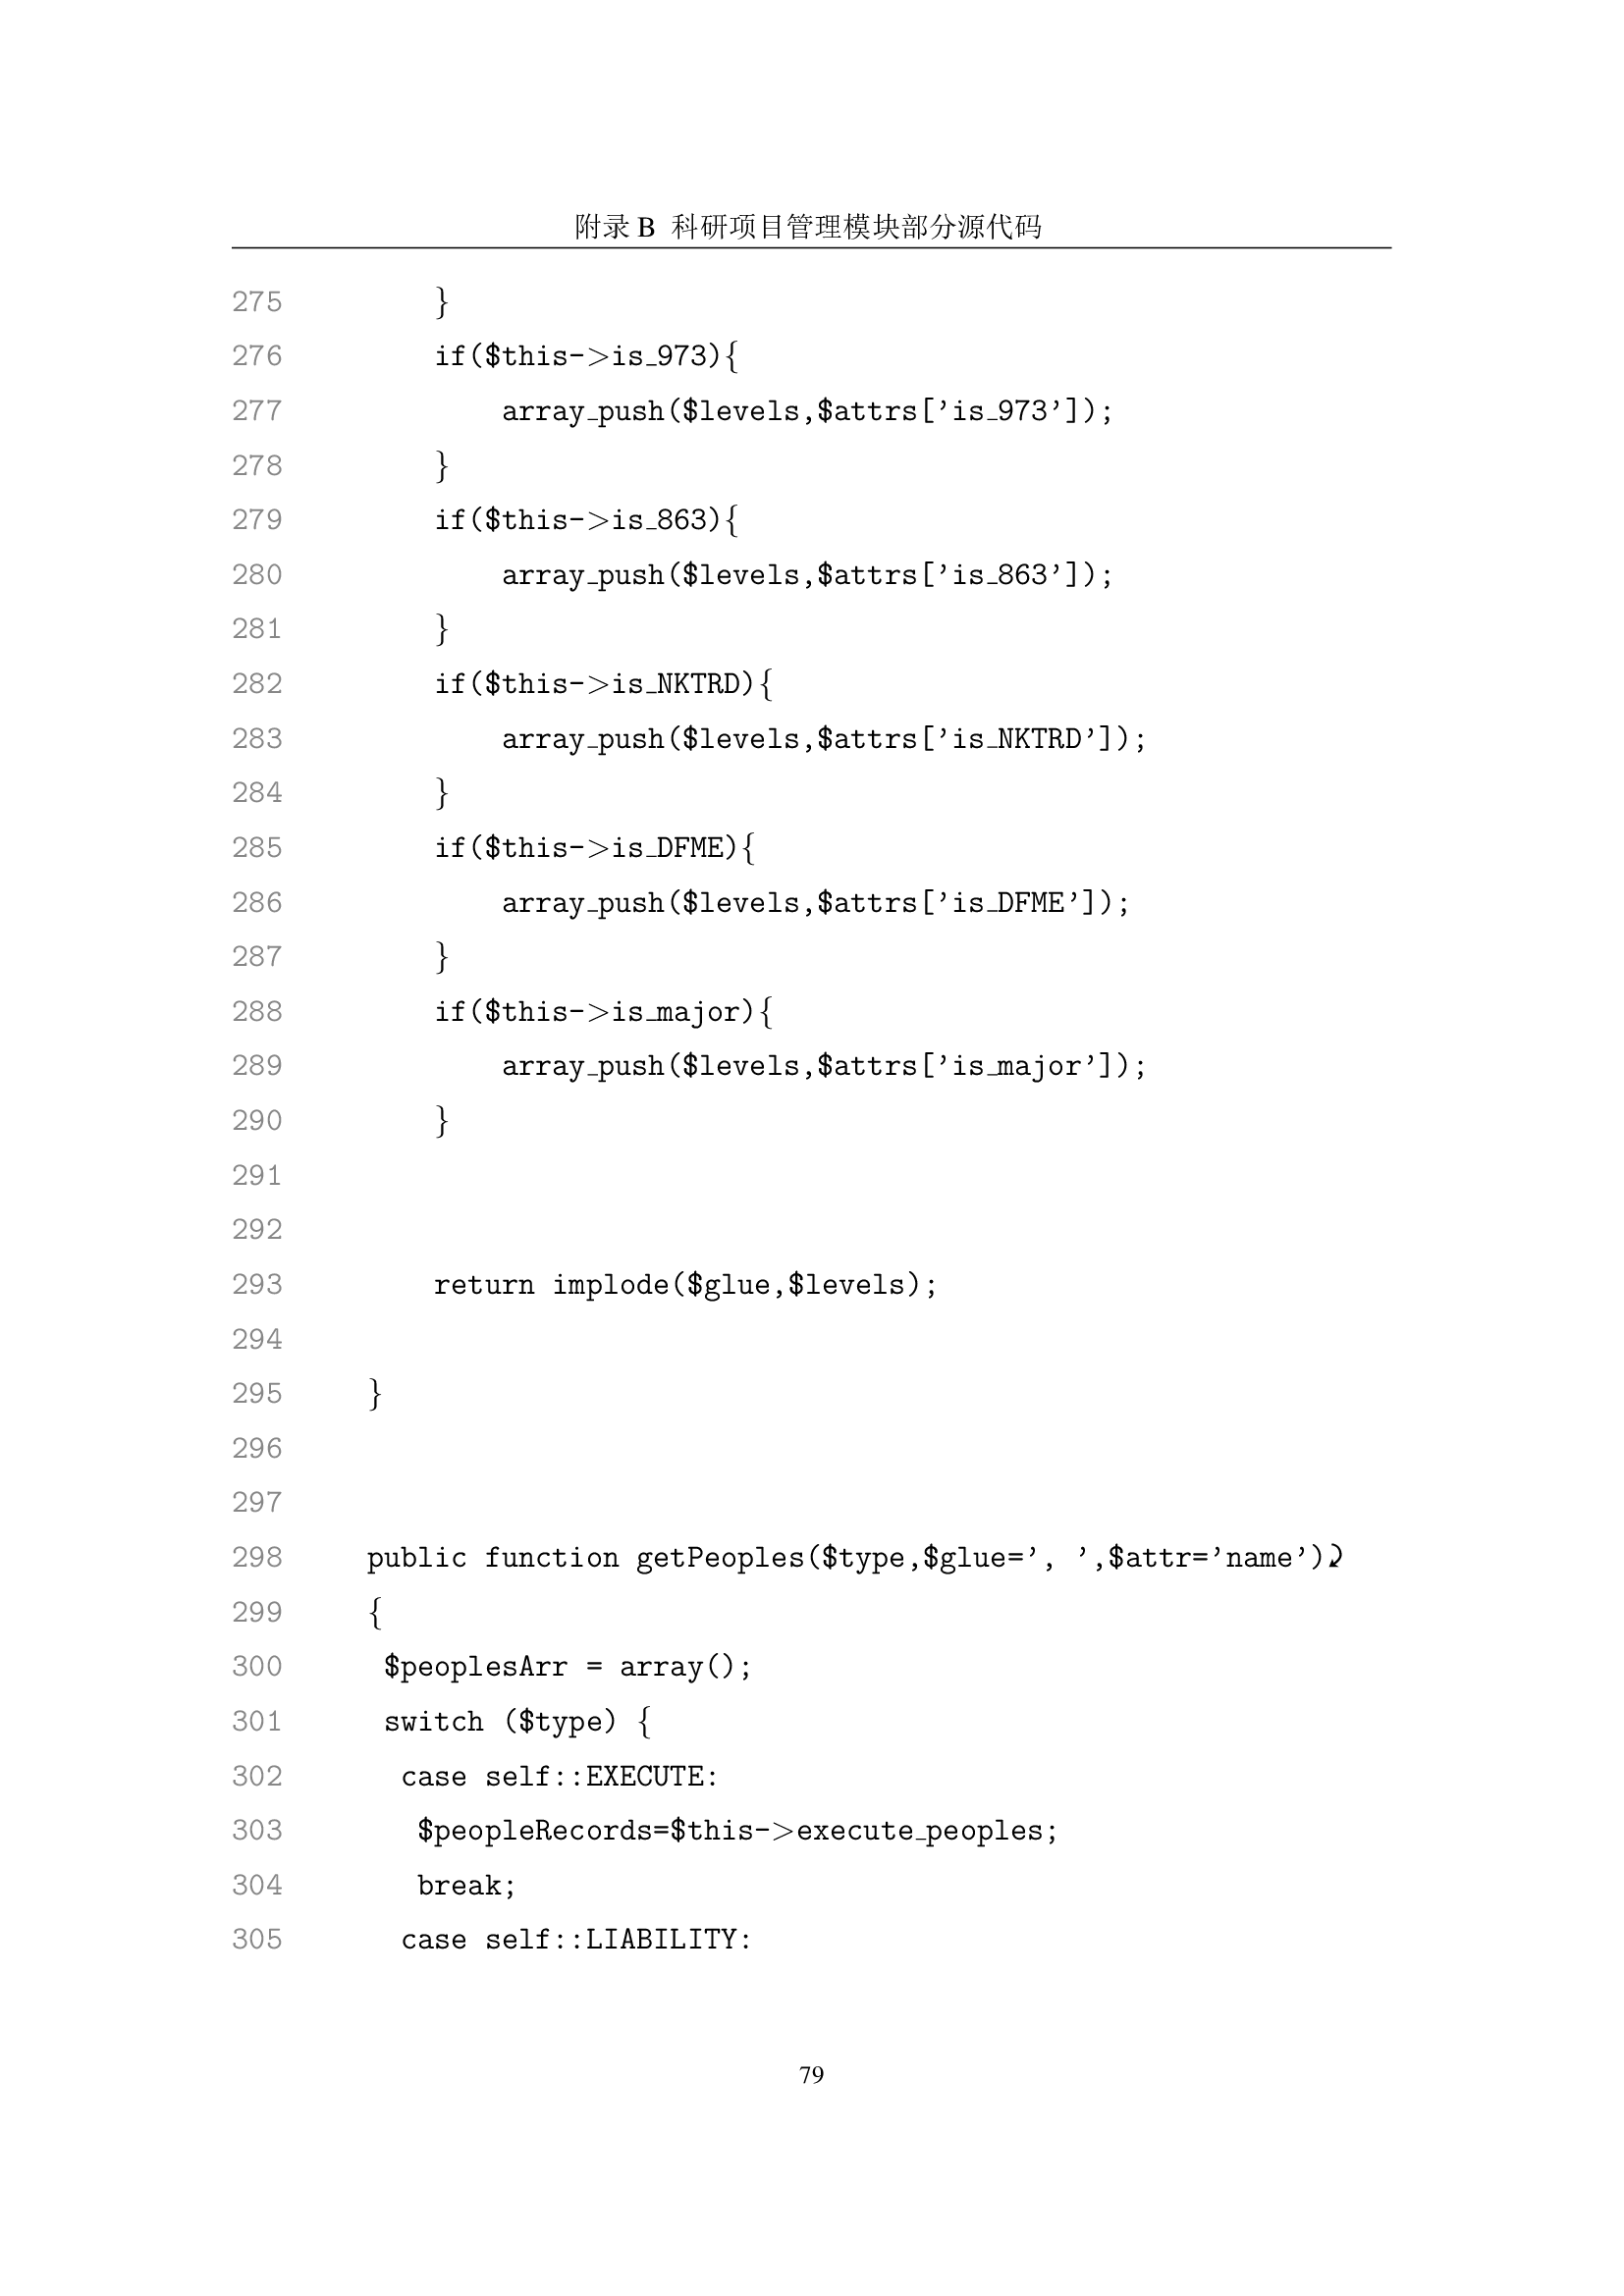 附录 B 科研项目管理模块部分源代码
275         }
276         if($this->is_973){
277             array_push($levels,$attrs['is_973']);
278         }
279         if($this->is_863){
280             array_push($levels,$attrs['is_863']);
281         }
282         if($this->is_NKTRD){
283             array_push($levels,$attrs['is_NKTRD']);
284         }
285         if($this->is_DFME){
286             array_push($levels,$attrs['is_DFME']);
287         }
288         if($this->is_major){
289             array_push($levels,$attrs['is_major']);
290         }
291
292
293         return implode($glue,$levels);
294
295     }
296
297
298     public function getPeoples($type,$glue=', ',$attr='name')⤸
299     {
300      $peoplesArr = array();
301      switch ($type) {
302       case self::EXECUTE:
303        $peopleRecords=$this->execute_peoples;
304        break;
305       case self::LIABILITY:
79